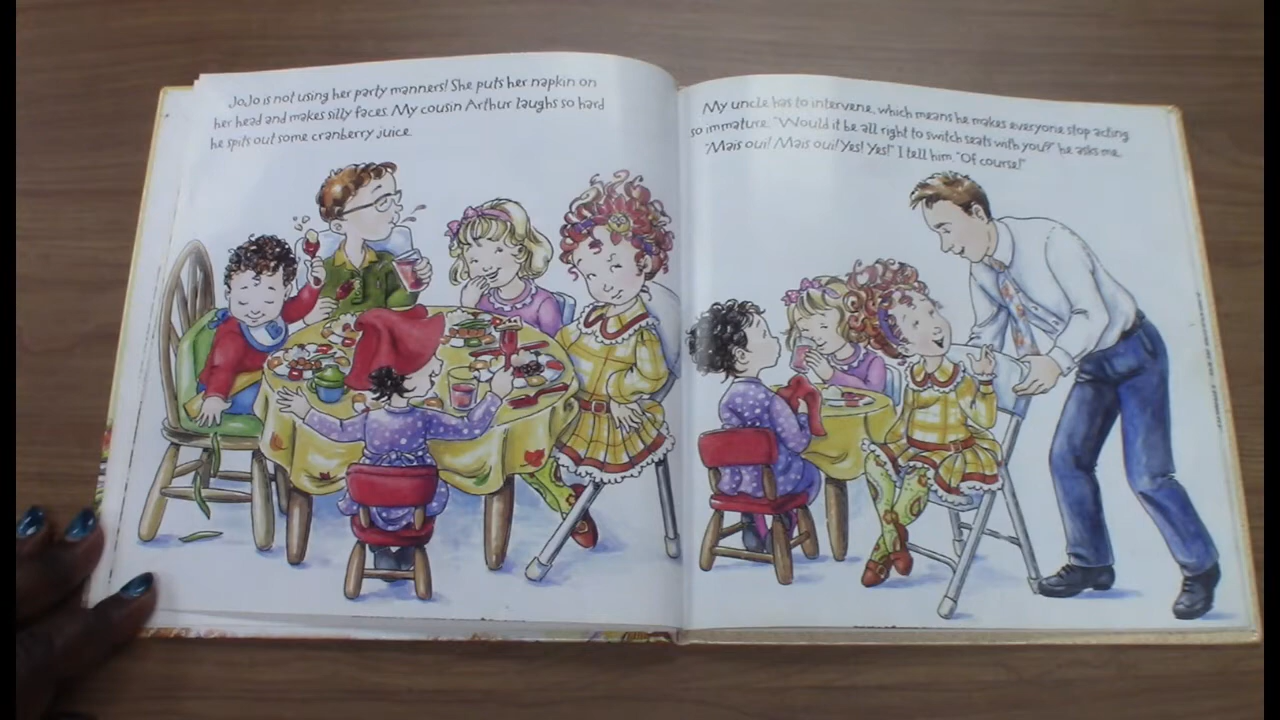 JoJo is not using her party manners! She puts her napkin on
her head and makes silly faces. My cousin Arthur laughs so hard
he spits out some cranberry juice.
My uncle has to intervene, which means he makes everyone stop acting
so immature. "Would it be all right to switch seats with you?" he asks me.
"Mais oui! Mais oui! Yes! Yes!" I tell him. "Of course!"